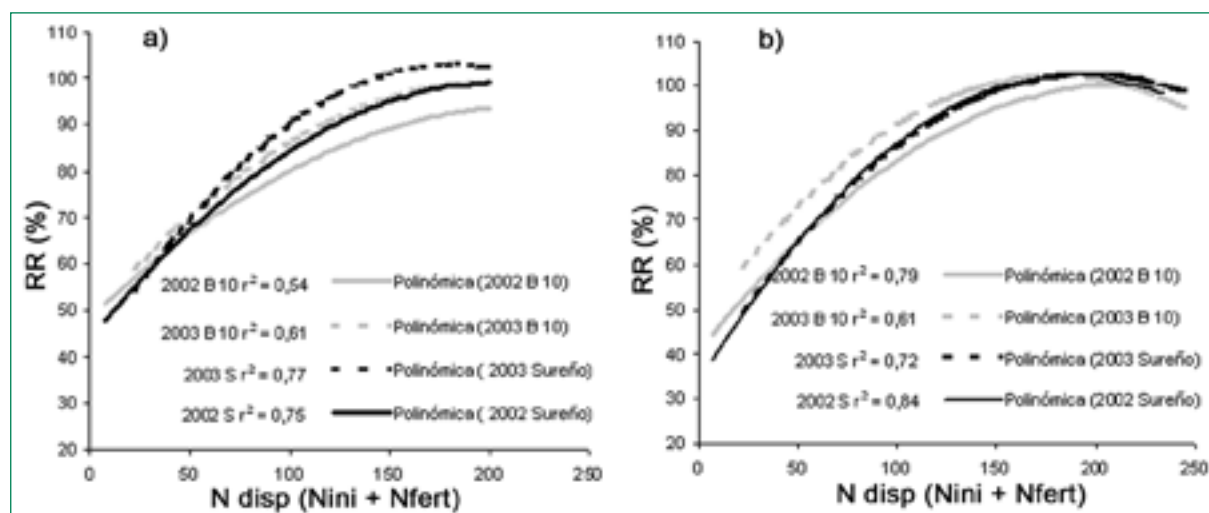 a)
RR (%)
110
100
90
80
70
60
50
40
30
20
2002 B 10 r² = 0,54
Polinómica (2002 B 10)
2003 B 10 r² = 0,61
Polinómica (2003 B 10)
2003 S r² = 0,77
Polinómica ( 2003 Sureño)
2002 S r² = 0,75
Polinómica ( 2002 Sureño)
0 50 100 150 200 250
N disp (Nini + Nfert)
b)
RR (%)
110
100
90
80
70
60
50
40
30
20
2002 B 10 r² = 0,79
Polinómica (2002 B 10)
2003 B 10 r² = 0,61
Polinómica (2003 B 10)
2003 S r² = 0,72
Polinómica (2003 Sureño)
2002 S r² = 0,84
Polinómica (2002 Sureño)
0 50 100 150 200 250
N disp (Nini + Nfert)